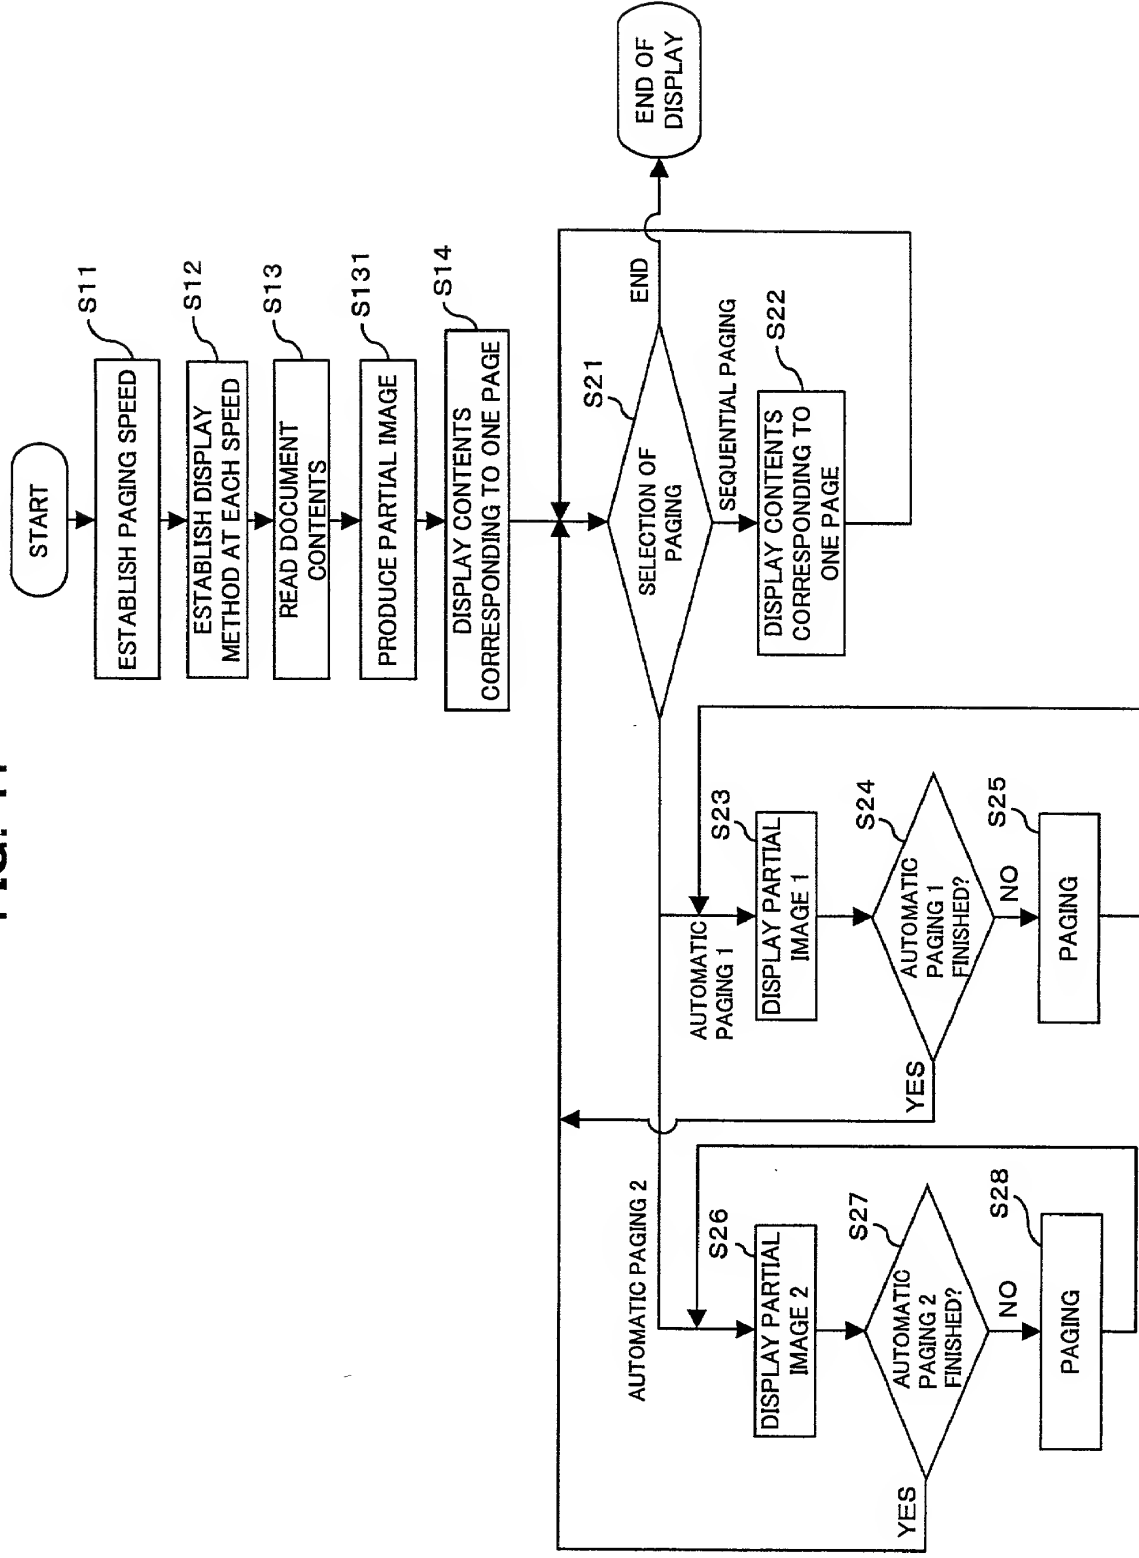 START
ESTABLISH PAGING SPEED
S11
ESTABLISH DISPLAY
METHOD AT EACH SPEED
S12
READ DOCUMENT
CONTENTS
S13
PRODUCE PARTIAL IMAGE
S131
DISPLAY CONTENTS
CORRESPONDING TO ONE PAGE
S14
SELECTION OF
PAGING
S21
END
END OF
DISPLAY
SEQUENTIAL PAGING
DISPLAY CONTENTS
CORRESPONDING TO
ONE PAGE
S22
AUTOMATIC
PAGING 1
DISPLAY PARTIAL
IMAGE 1
S23
AUTOMATIC
PAGING 1
FINISHED?
S24
YES
NO
PAGING
S25
AUTOMATIC PAGING 2
DISPLAY PARTIAL
IMAGE 2
S26
AUTOMATIC
PAGING 2
FINISHED?
S27
YES
NO
PAGING
S28